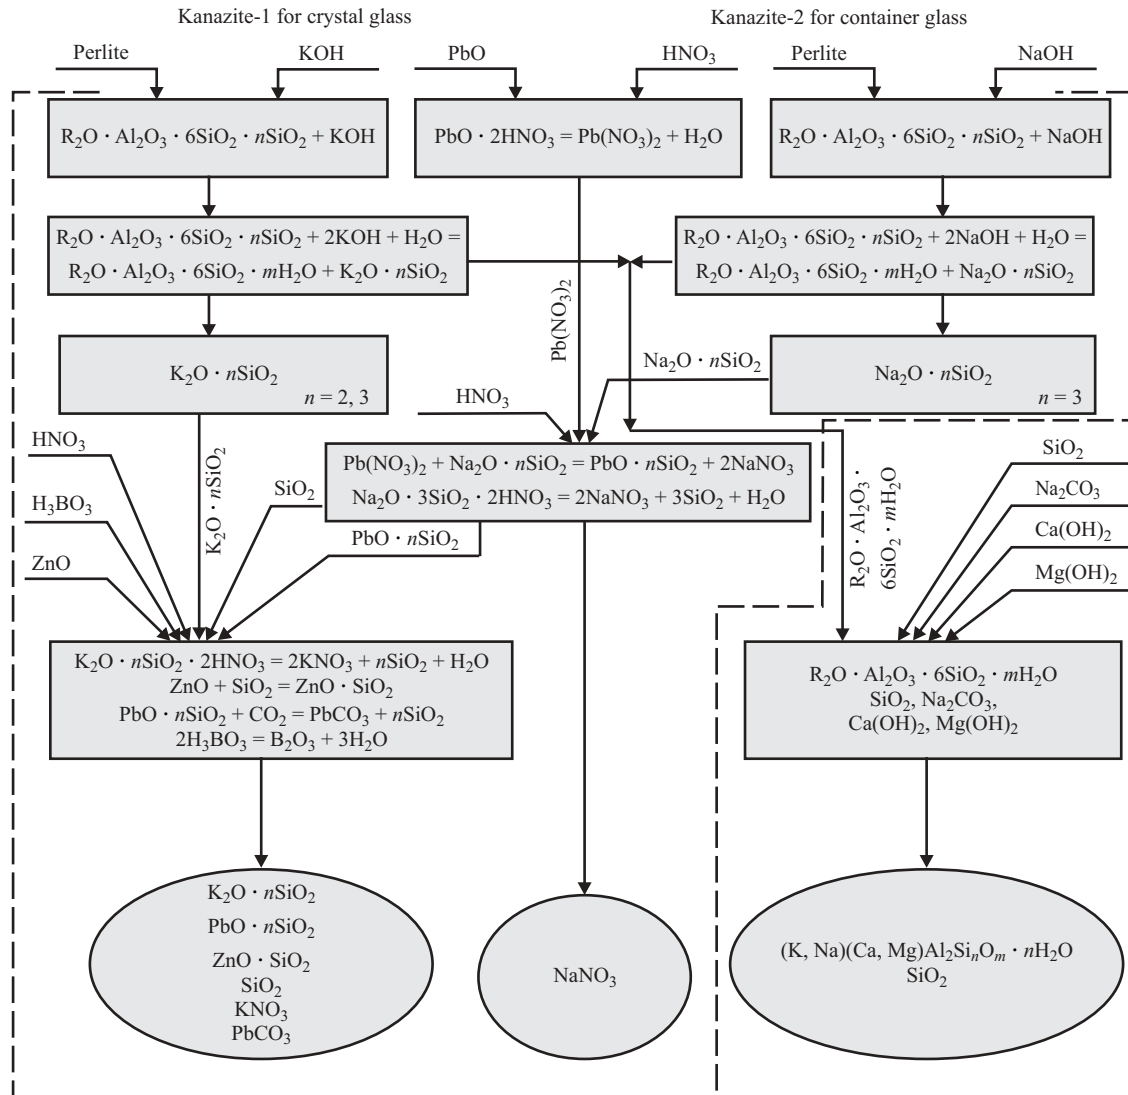 Kanazite-1 for crystal glass
Kanazite-2 for container glass
Perlite
KOH
PbO
HNO₃
Perlite
NaOH
R₂O · Al₂O₃ · 6SiO₂ · nSiO₂ + KOH
PbO · 2HNO₃ = Pb(NO₃)₂ + H₂O
R₂O · Al₂O₃ · 6SiO₂ · nSiO₂ + NaOH
R₂O · Al₂O₃ · 6SiO₂ · nSiO₂ + 2KOH + H₂O =
R₂O · Al₂O₃ · 6SiO₂ · mH₂O + K₂O · nSiO₂
R₂O · Al₂O₃ · 6SiO₂ · nSiO₂ + 2NaOH + H₂O =
R₂O · Al₂O₃ · 6SiO₂ · mH₂O + Na₂O · nSiO₂
Pb(NO₃)₂
K₂O · nSiO₂
n = 2, 3
Na₂O · nSiO₂
Na₂O · nSiO₂
n = 3
HNO₃
HNO₃
H₃BO₃
ZnO
K₂O · nSiO₂
SiO₂
Pb(NO₃)₂ + Na₂O · nSiO₂ = PbO · nSiO₂ + 2NaNO₃
Na₂O · 3SiO₂ · 2HNO₃ = 2NaNO₃ + 3SiO₂ + H₂O
PbO · nSiO₂
R₂O · Al₂O₃ ·
6SiO₂ · mH₂O
SiO₂
Na₂CO₃
Ca(OH)₂
Mg(OH)₂
K₂O · nSiO₂ · 2HNO₃ = 2KNO₃ + nSiO₂ + H₂O
ZnO + SiO₂ = ZnO · SiO₂
PbO · nSiO₂ + CO₂ = PbCO₃ + nSiO₂
2H₃BO₃ = B₂O₃ + 3H₂O
R₂O · Al₂O₃ · 6SiO₂ · mH₂O
SiO₂, Na₂CO₃,
Ca(OH)₂, Mg(OH)₂
K₂O · nSiO₂
PbO · nSiO₂
ZnO · SiO₂
SiO₂
KNO₃
PbCO₃
NaNO₃
(K, Na)(Ca, Mg)Al₂SiₙOₘ · nH₂O
SiO₂